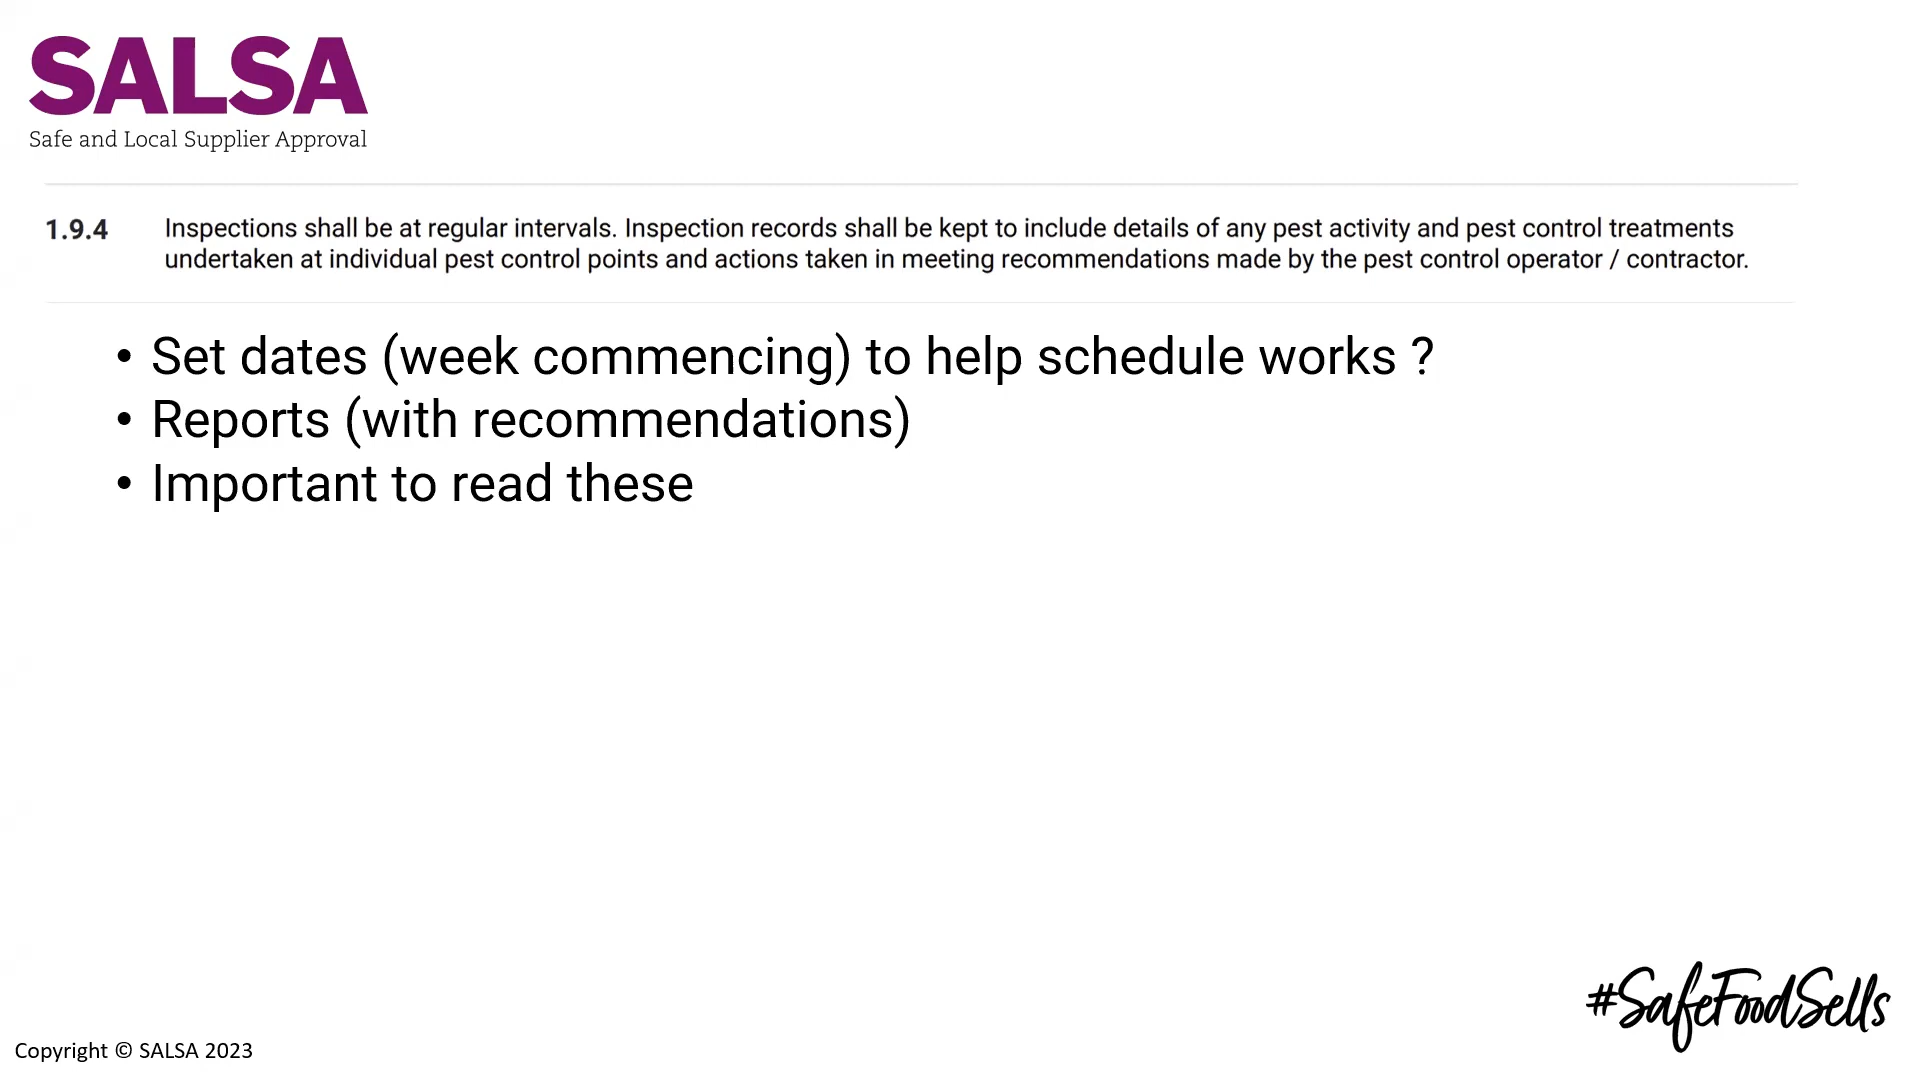 SALSA
Safe and Local Supplier Approval
1.9.4 Inspections shall be at regular intervals. Inspection records shall be kept to include details of any pest activity and pest control treatments
undertaken at individual pest control points and actions taken in meeting recommendations made by the pest control operator / contractor.
• Set dates (week commencing) to help schedule works ?
• Reports (with recommendations)
• Important to read these
#SafeFoodSells
Copyright © SALSA 2023